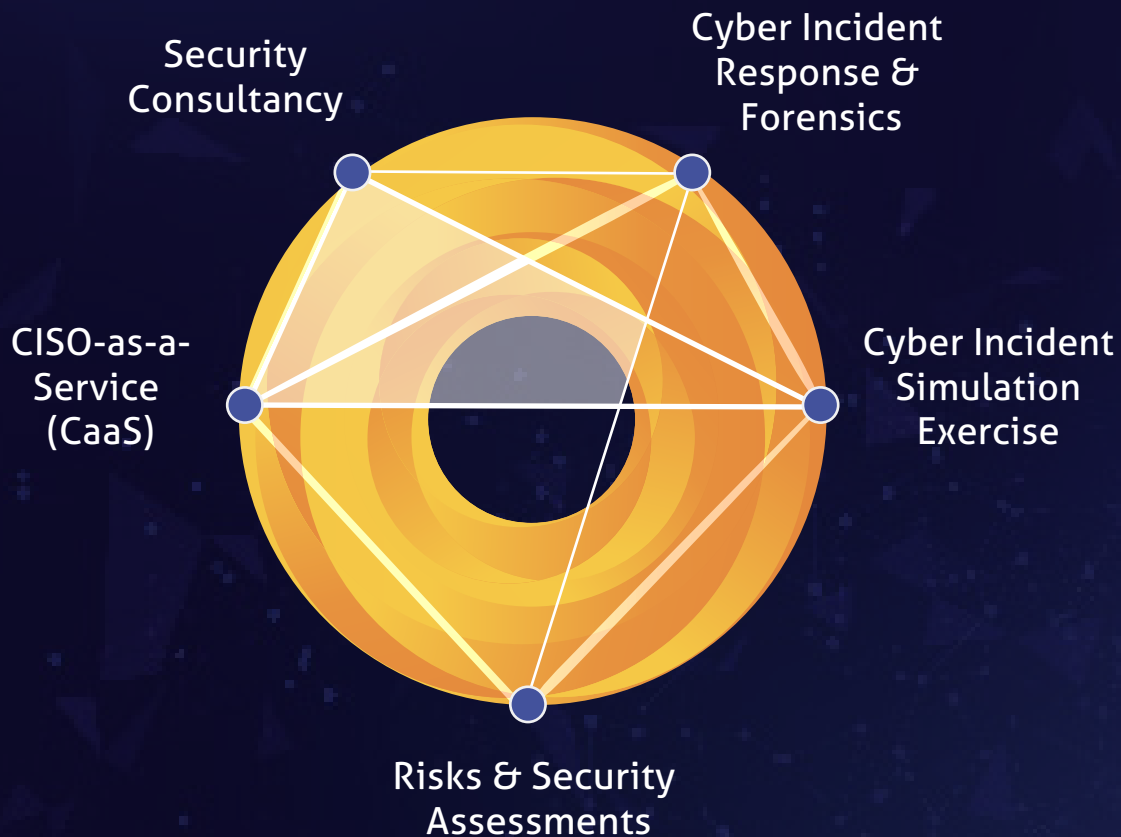 Security
Consultancy
Cyber Incident
Response &
Forensics
CISO-as-a-
Service
(CaaS)
Cyber Incident
Simulation
Exercise
Risks & Security
Assessments